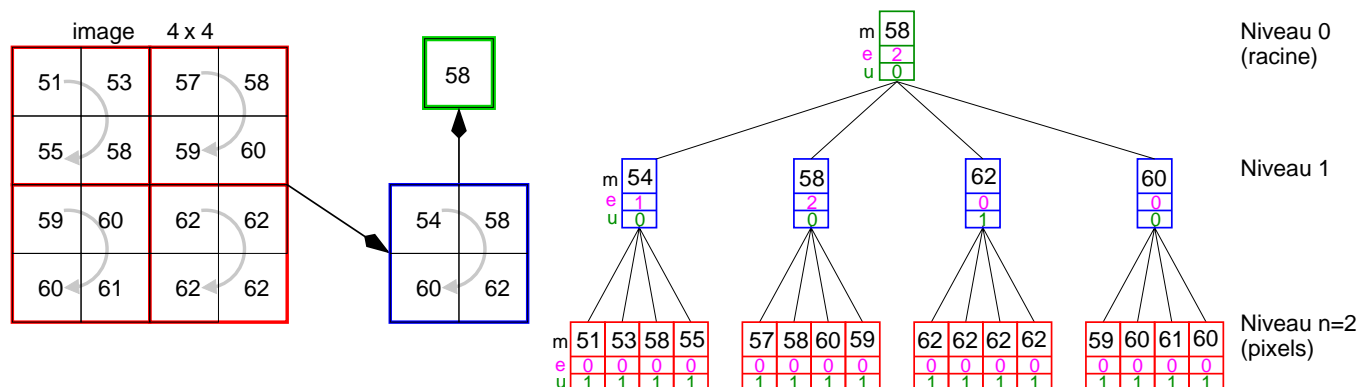 image 4 x 4
51 53 57 58
55 58 59 60
59 60 62 62
60 61 62 62
58
54 58
60 62
m 58
e 2
u 0
Niveau 0
(racine)
m 54 58 62 60
e 1 2 0 0
u 0 0 1 0
Niveau 1
m 51 53 58 55 57 58 60 59 62 62 62 62 59 60 61 60
e 0 0 0 0 0 0 0 0 0 0 0 0 0 0 0 0
u 1 1 1 1 1 1 1 1 1 1 1 1 1 1 1 1
Niveau n=2
(pixels)